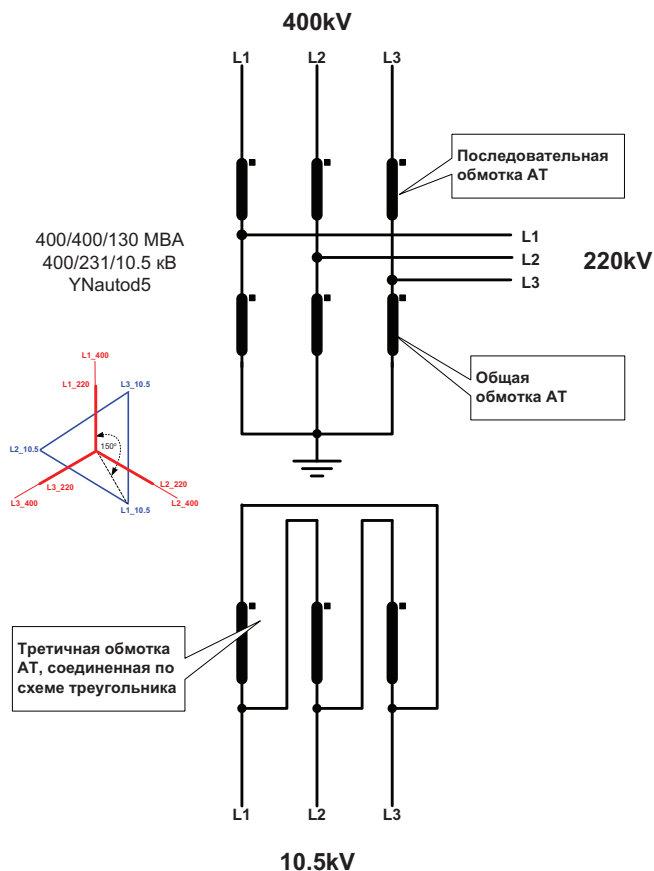 400kV
L1
L2
L3
Последовательная
обмотка АТ
400/400/130 МВА
400/231/10.5 кВ
YNautod5
L1
L2
L3
220kV
Общая
обмотка АТ
L1_400
L1_220
L3_10.5
L2_10.5
150º
L3_220
L3_400
L2_220
L2_400
L1_10.5
Третичная обмотка
АТ, соединенная по
схеме треугольника
L1
L2
L3
10.5kV